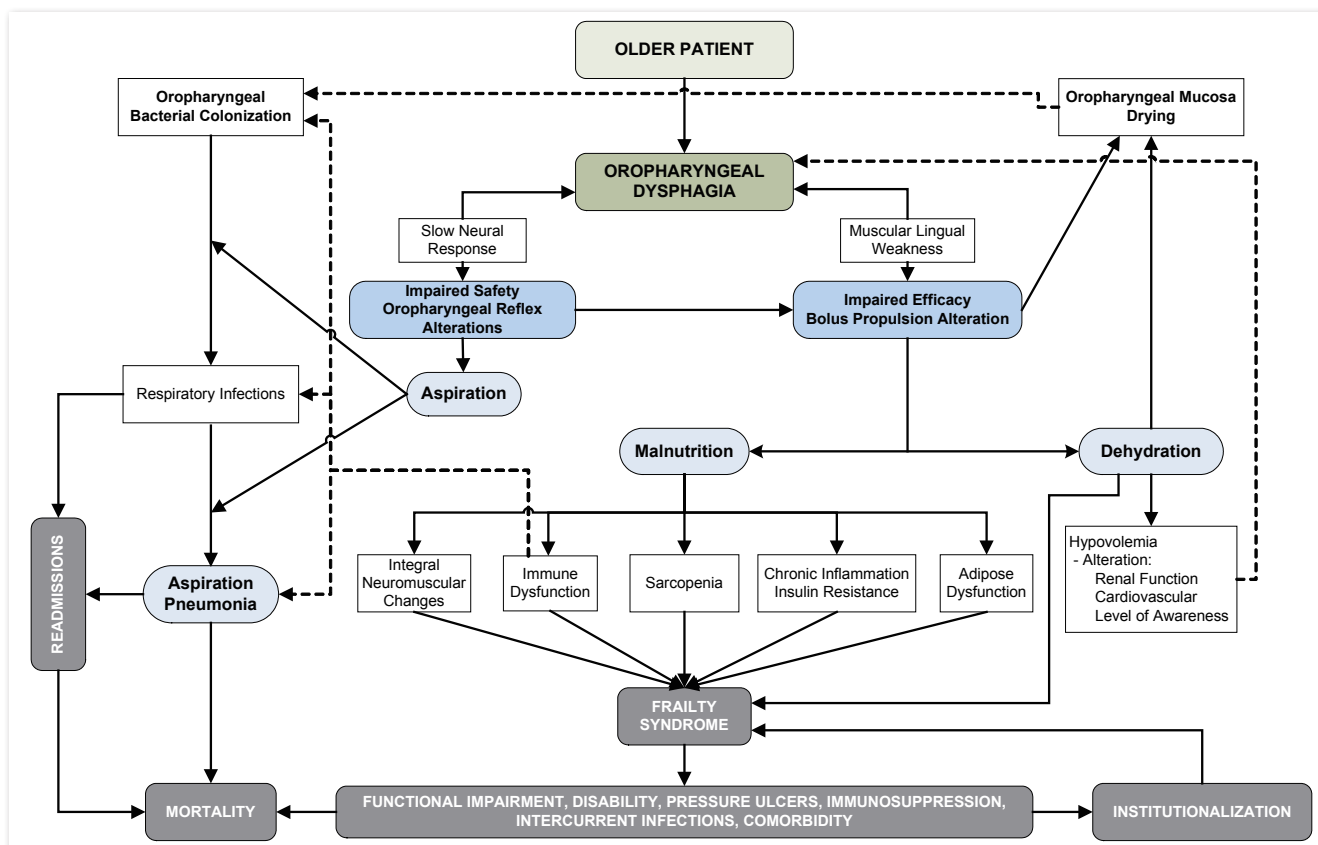 OLDER PATIENT
Oropharyngeal
Bacterial Colonization
Oropharyngeal Mucosa
Drying
OROPHARYNGEAL
DYSPHAGIA
Slow Neural
Response
Muscular Lingual
Weakness
Impaired Safety
Oropharyngeal Reflex
Alterations
Impaired Efficacy
Bolus Propulsion Alteration
Respiratory Infections
Aspiration
Malnutrition
Dehydration
READMISSIONS
Aspiration
Pneumonia
Integral
Neuromuscular
Changes
Immune
Dysfunction
Sarcopenia
Chronic Inflammation
Insulin Resistance
Adipose
Dysfunction
Hypovolemia
- Alteration:
Renal Function
Cardiovascular
Level of Awareness
FRAILTY
SYNDROME
MORTALITY
FUNCTIONAL IMPAIRMENT, DISABILITY, PRESSURE ULCERS, IMMUNOSUPPRESSION,
INTERCURRENT INFECTIONS, COMORBIDITY
INSTITUTIONALIZATION